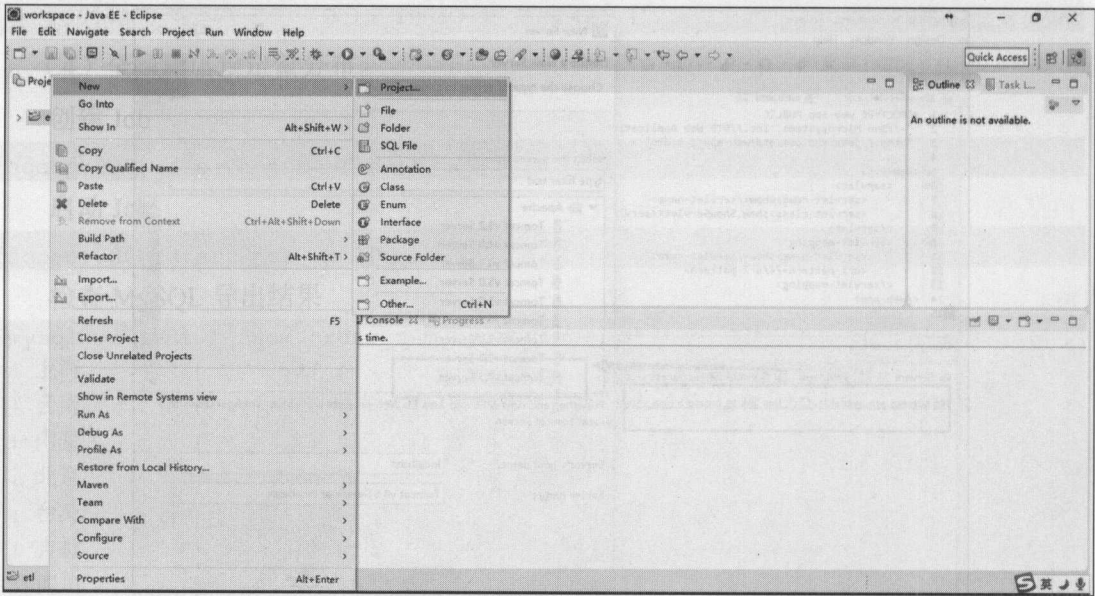 workspace - Java EE - Eclipse
File Edit Navigate Search Project Run Window Help
Quick Access
Proje
Outline
Task L...
An outline is not available.
New
Go Into
Show In Alt+Shift+W
Copy Ctrl+C
Copy Qualified Name
Paste Ctrl+V
Delete Delete
Remove from Context Ctrl+Alt+Shift+Down
Build Path
Refactor Alt+Shift+T
Import...
Export...
Refresh F5
Close Project
Close Unrelated Projects
Validate
Show in Remote Systems view
Run As
Debug As
Profile As
Restore from Local History...
Maven
Team
Compare With
Configure
Source
Properties Alt+Enter
Project...
File
Folder
SQL File
Annotation
Class
Enum
Interface
Package
Source Folder
Example...
Other... Ctrl+N
Console
Progress
s time.
etl
英